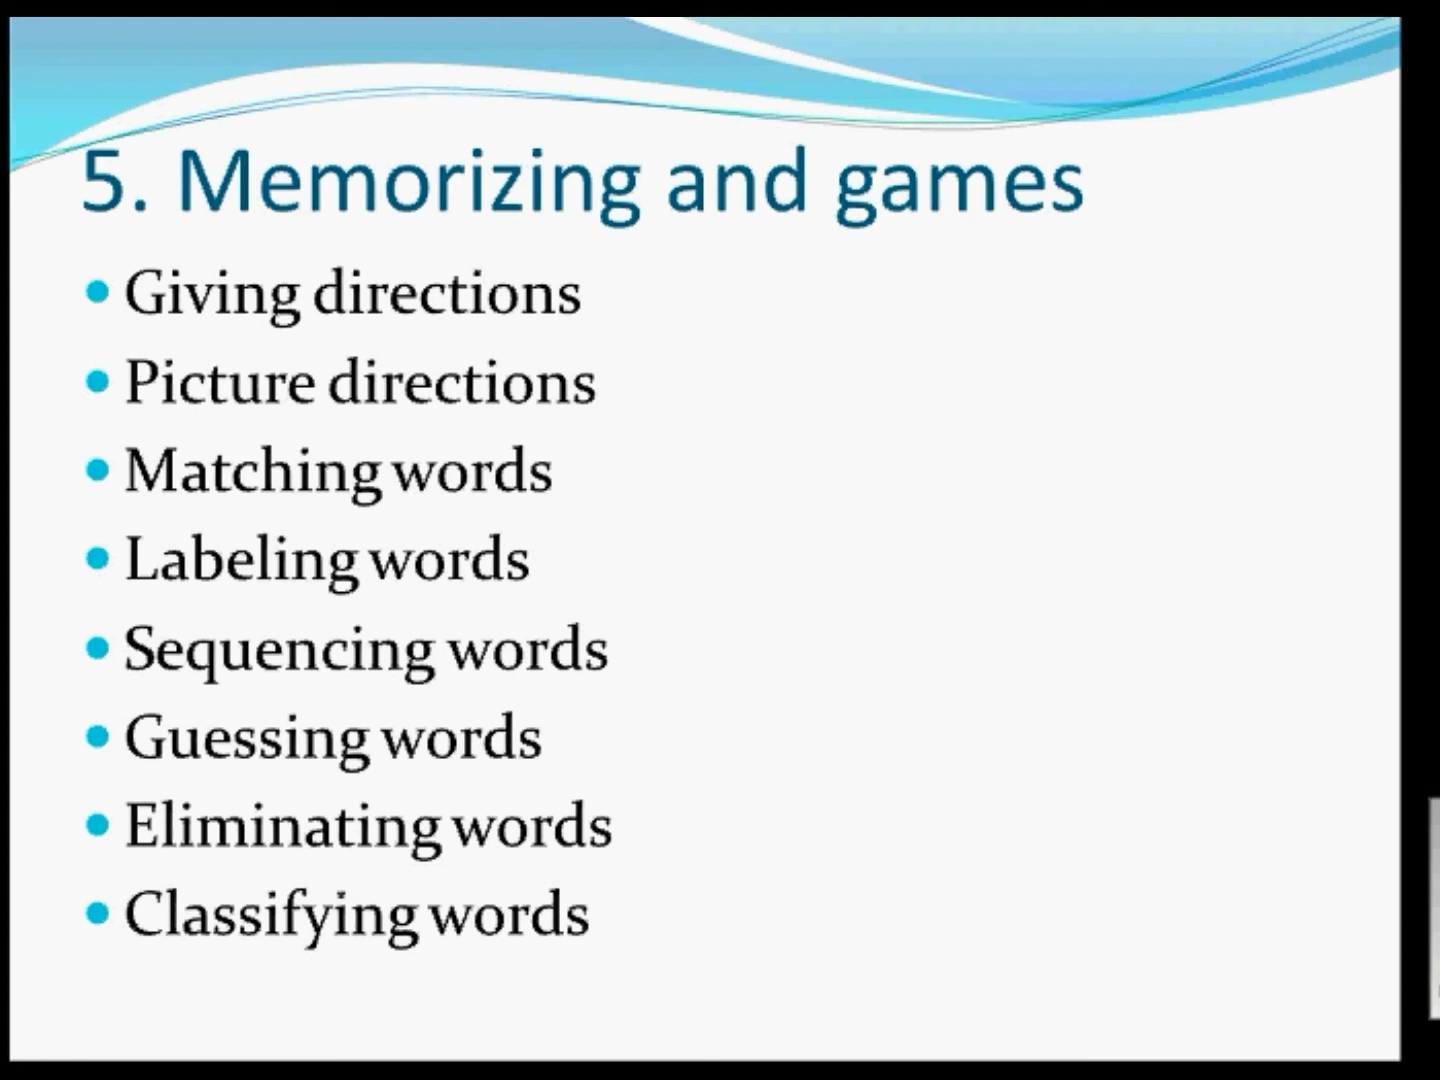 5. Memorizing and games
Giving directions
Picture directions
Matching words
Labeling words
Sequencing words
Guessing words
Eliminating words
Classifying words